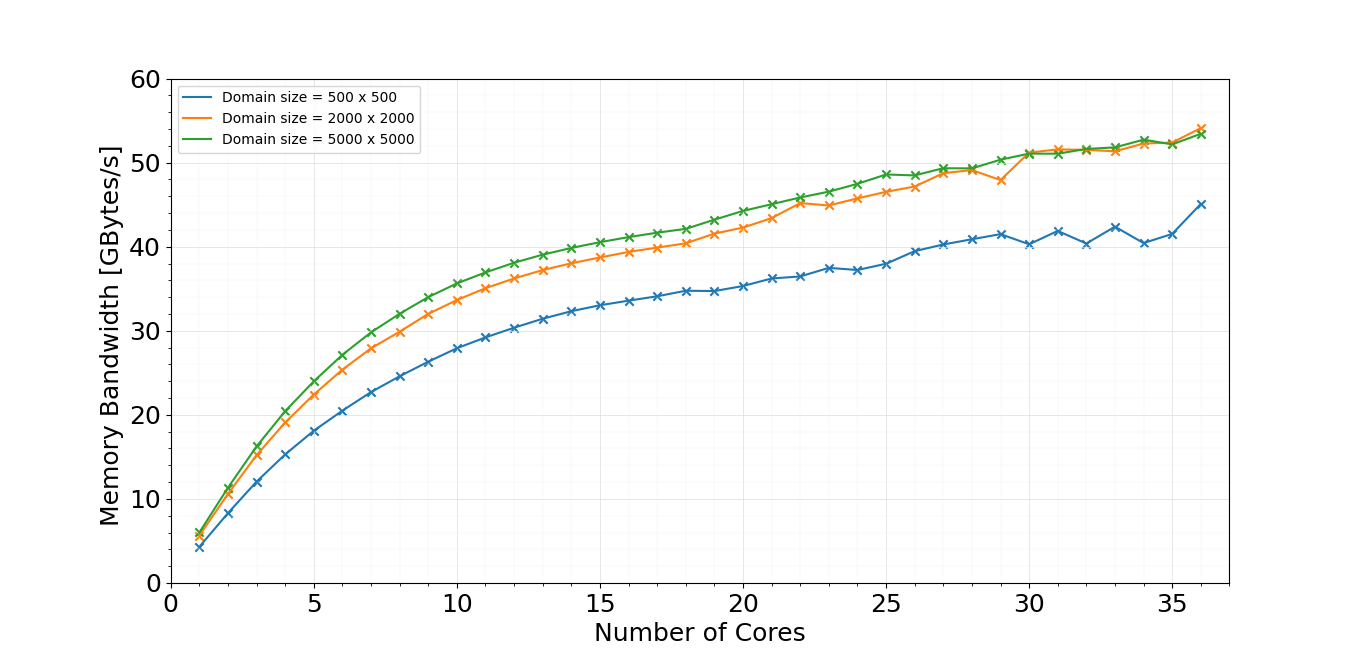 60
50
40
30
20
10
0
Memory Bandwidth [GBytes/s]
Domain size = 500 x 500
Domain size = 2000 x 2000
Domain size = 5000 x 5000
0 5 10 15 20 25 30 35
Number of Cores